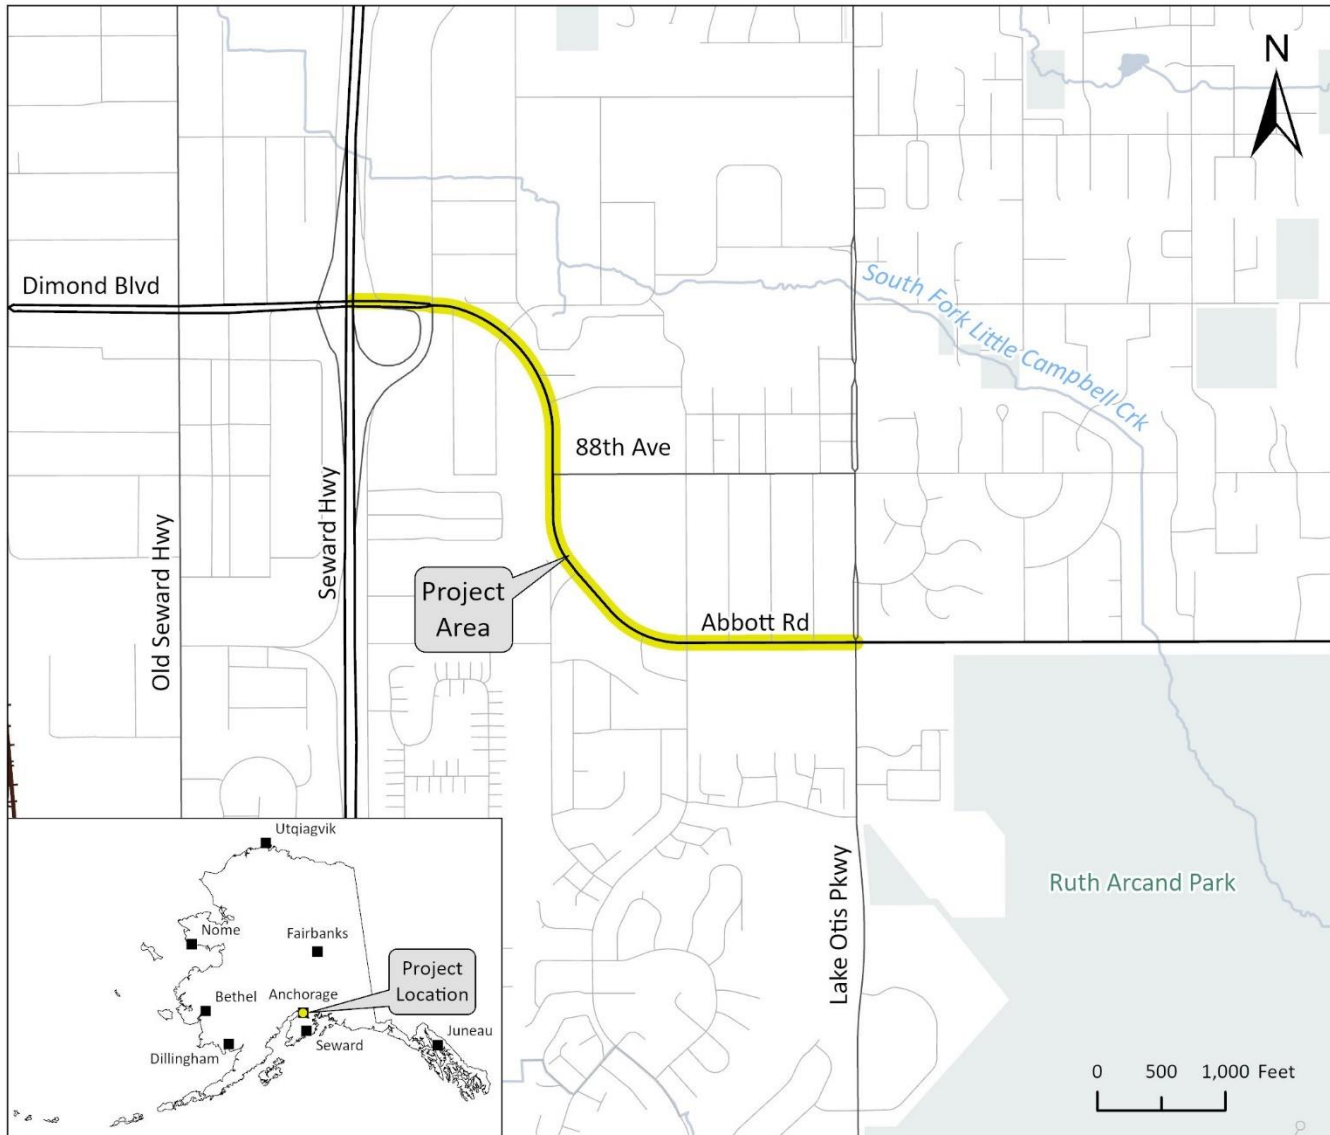 N
Dimond Blvd
South Fork Little Campbell Crk
88th Ave
Old Seward Hwy
Seward Hwy
Project
Area
Abbott Rd
Lake Otis Pkwy
Ruth Arcand Park
Utqiagvik
Nome
Fairbanks
Project
Location
Bethel
Anchorage
Dillingham
Seward
Juneau
0 500 1,000 Feet